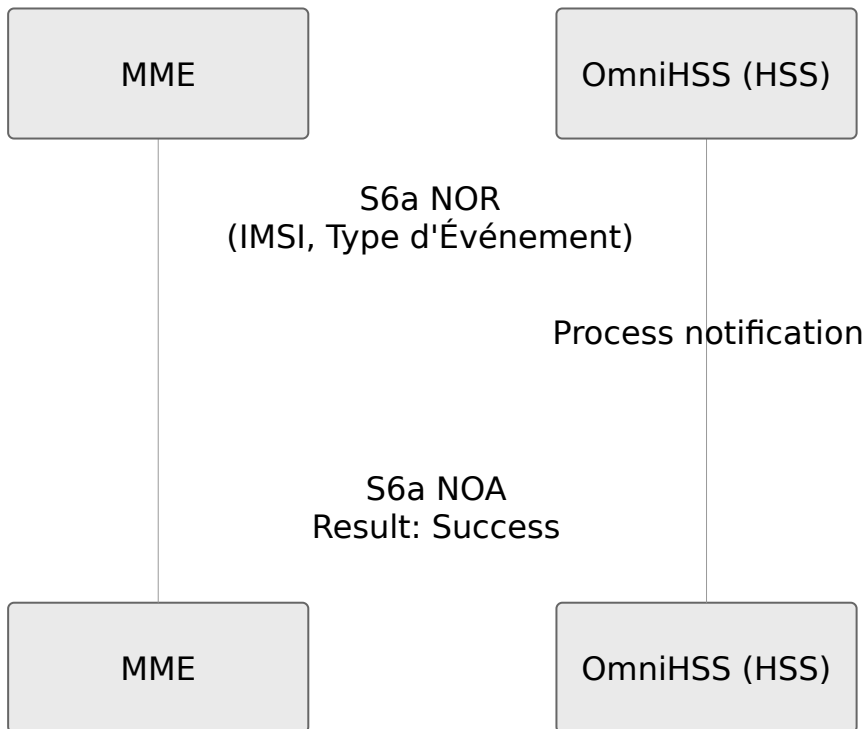 MME
OmniHSS (HSS)
S6a NOR
(IMSI, Type d'Événement)
Process notification
S6a NOA
Result: Success
MME
OmniHSS (HSS)